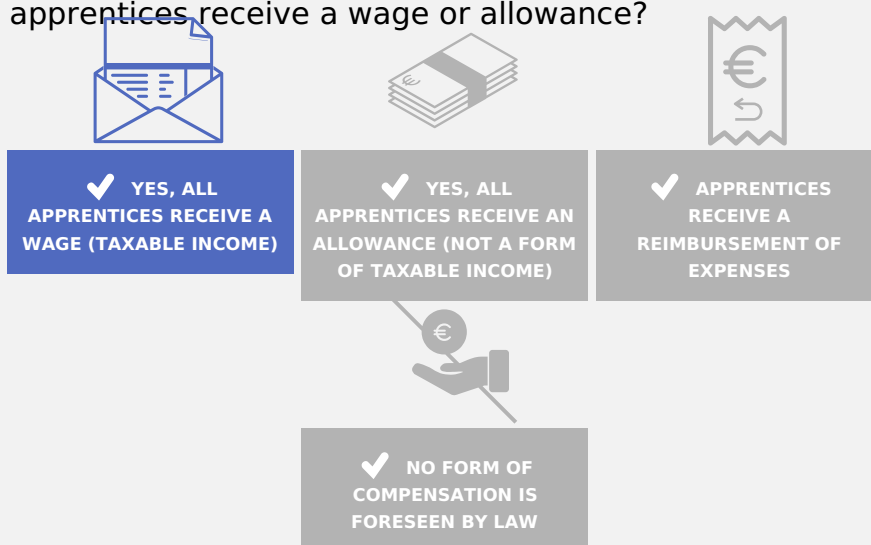 apprentices receive a wage or allowance?
YES, ALL
APPRENTICES RECEIVE A
WAGE (TAXABLE INCOME)
YES, ALL
APPRENTICES RECEIVE AN
ALLOWANCE (NOT A FORM
OF TAXABLE INCOME)
APPRENTICES
RECEIVE A
REIMBURSEMENT OF
EXPENSES
NO FORM OF
COMPENSATION IS
FORESEEN BY LAW